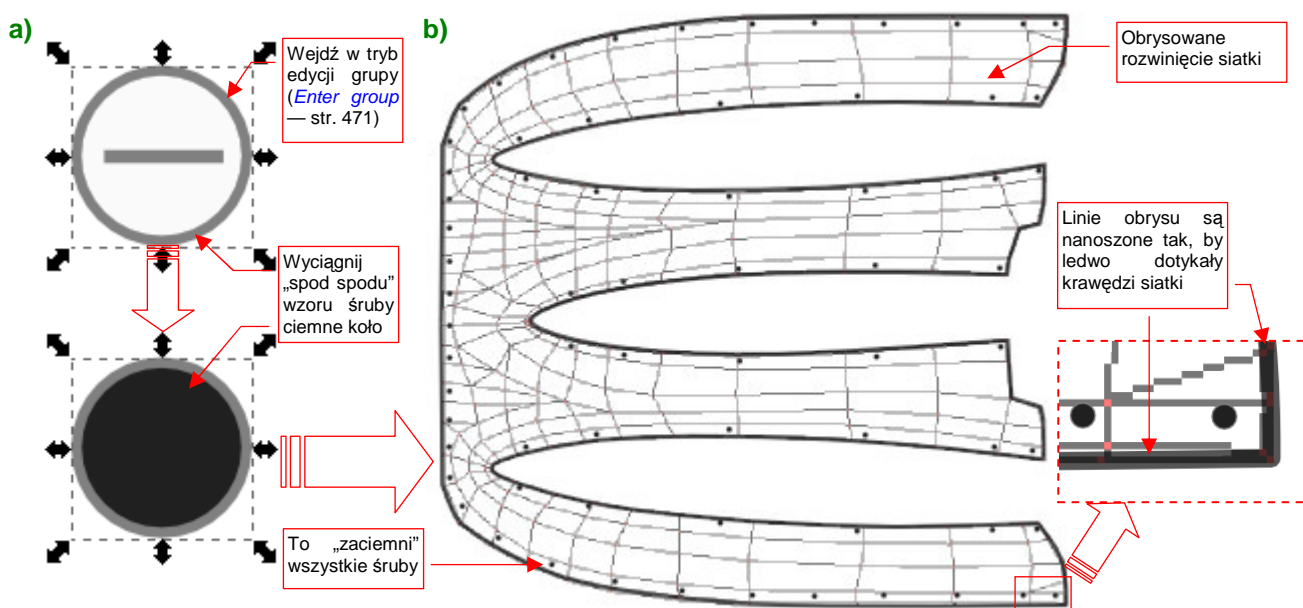 a)
Wejdź w tryb
edycji grupy
(Enter group
— str. 471)
Wyciągnij
„spod spodu”
wzoru śruby
ciemne koło
b)
Obrysowane
rozwinięcie siatki
Linie obrysu są
nanoszone tak, by
ledwo dotykały
krawędzi siatki
To „zaciemni”
wszystkie śruby